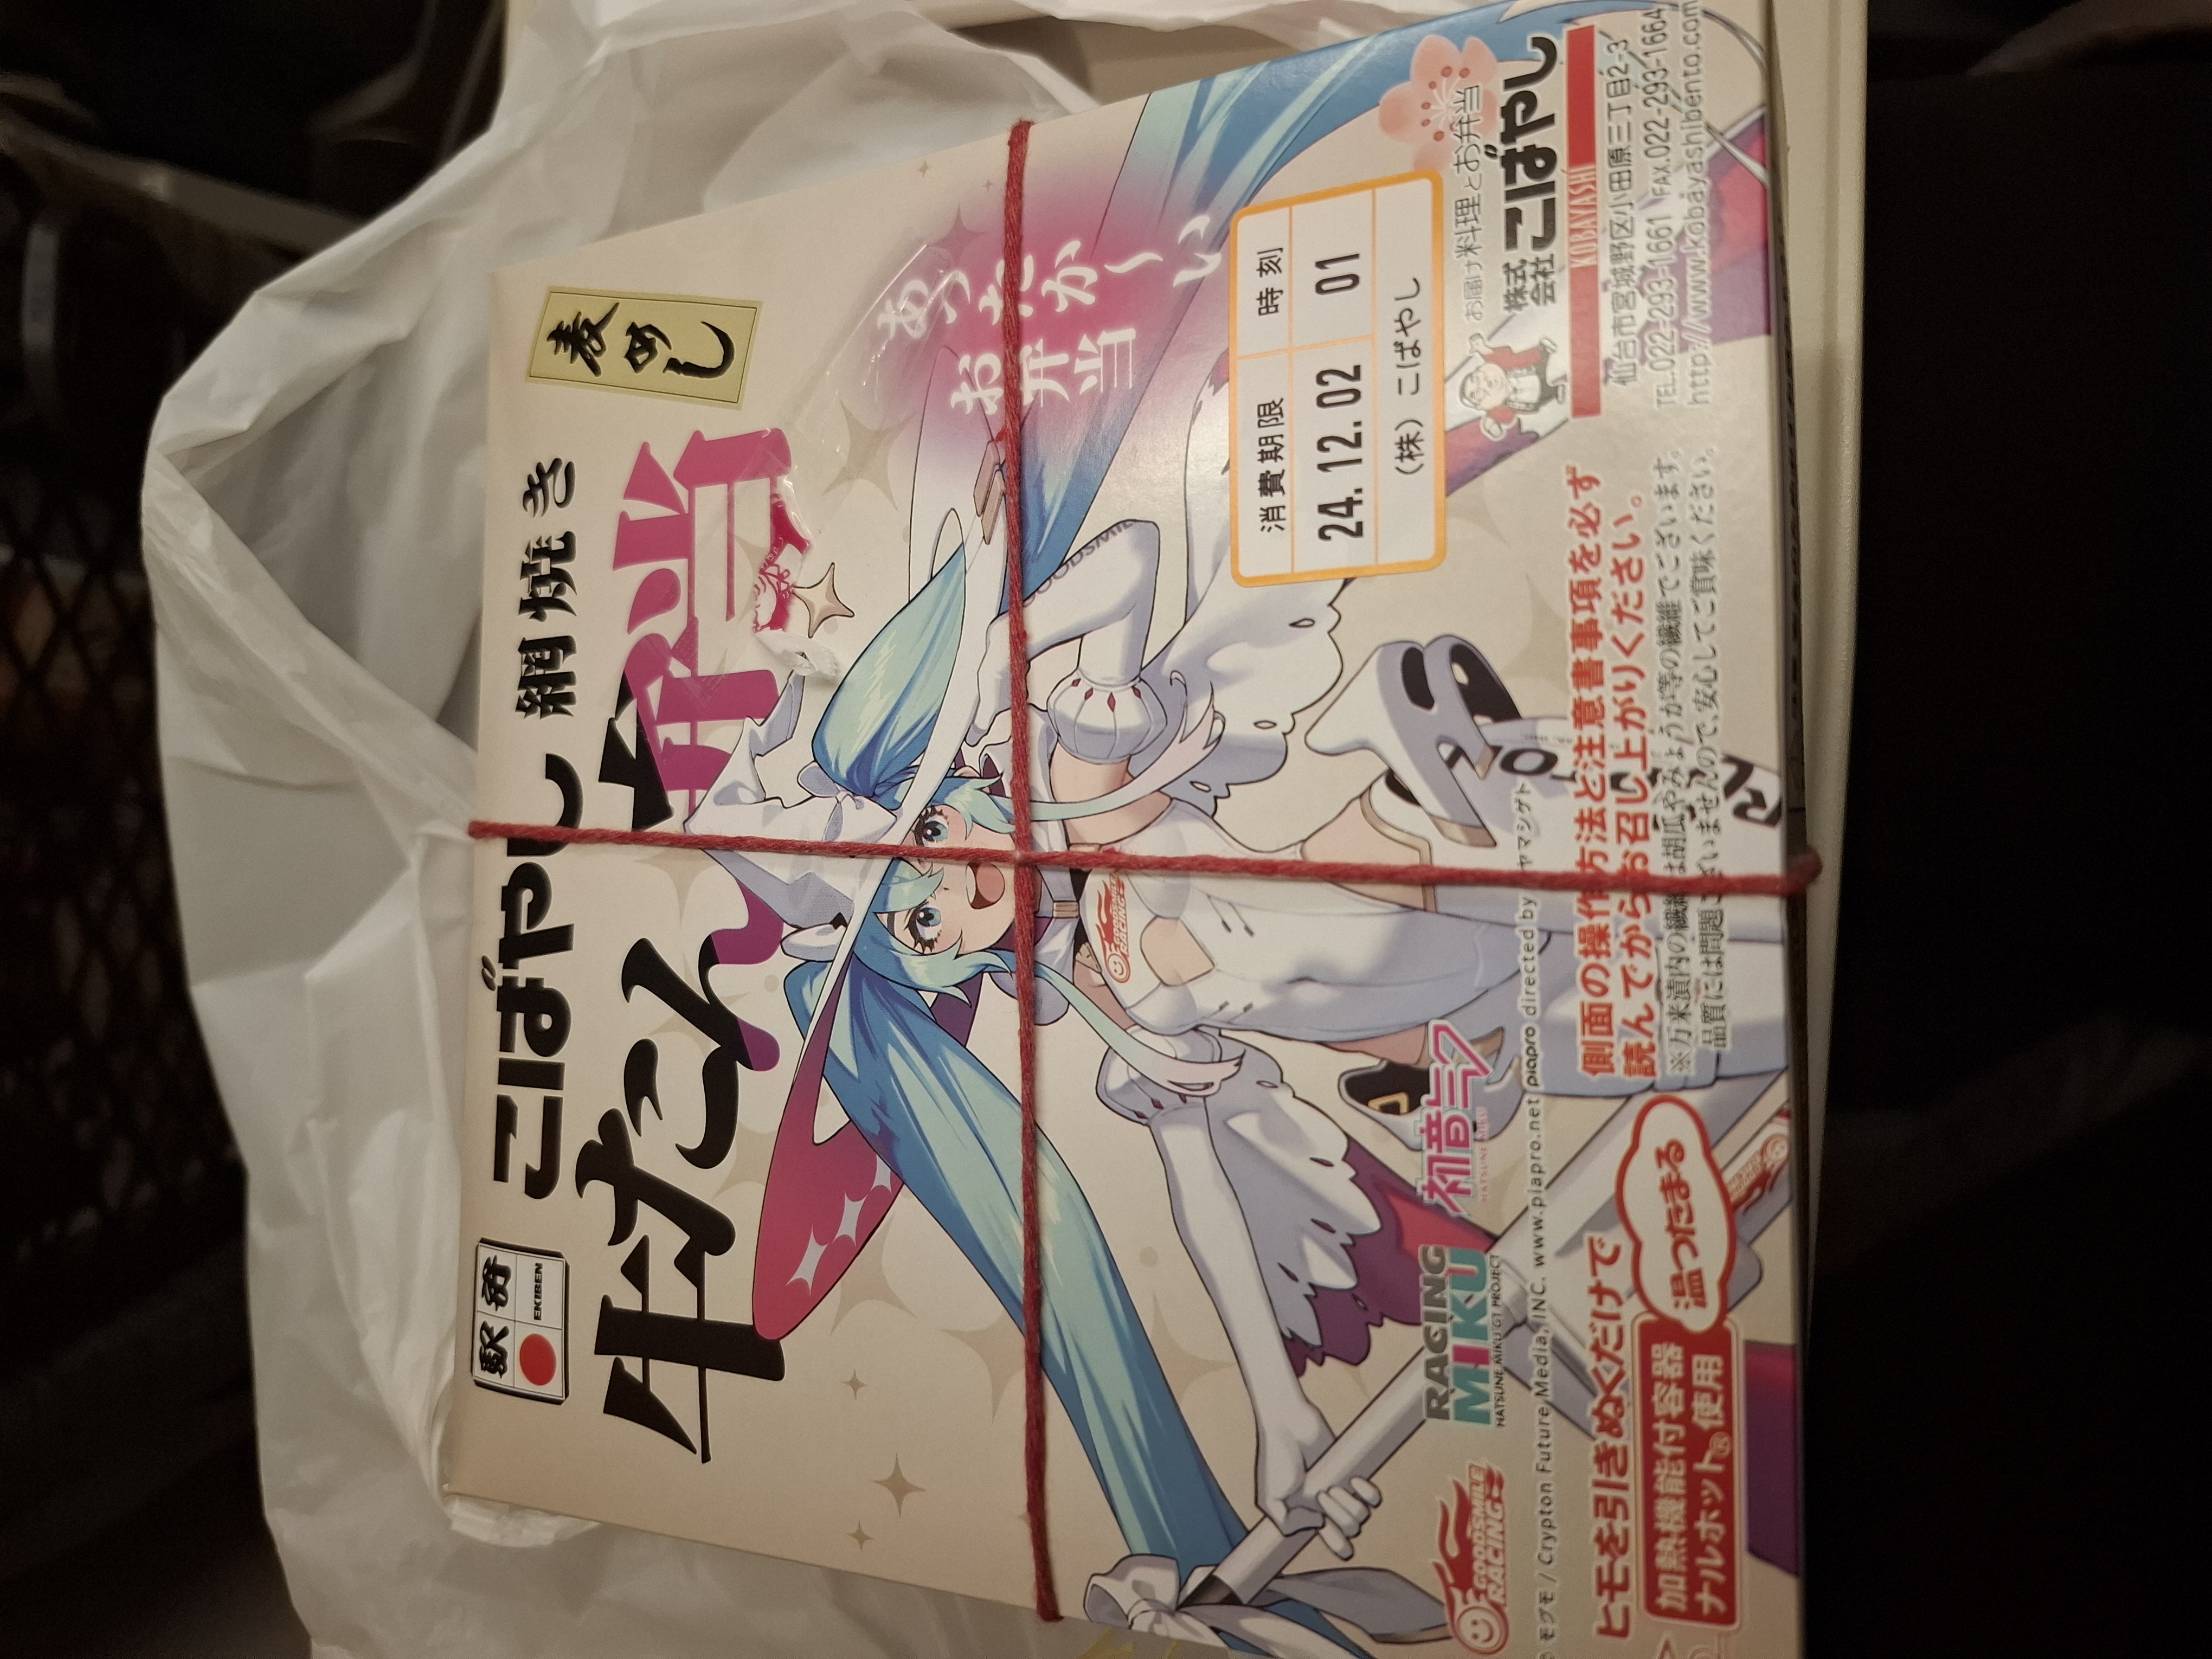 駅弁
EKIBEN
こばやし 網焼き
牛たん弁当
麦めし
あったか～い
お弁当
GOODSMILE
RACING
消費期限 時刻
24.12.02 01
(株)こばやし
GOODSMILE
RACING
RACING
MIKU
HATSUNE MIKU GT PROJECT
初音ミク
HATSUNE MIKU
© モグモ / Crypton Future Media, INC. www.piapro.net piapro directed by ヤマシゲト
お届け料理とお弁当
株式会社 こばやし
KOBAYASHI
仙台市宮城野区小田原三丁目2-3
TEL.022-293-1661 FAX.022-293-1664
http://www.kobayashibento.com
ヒモを引きぬくだけで
加熱機能付容器
ナルホット®使用
温ったまる
側面の操作方法と注意書事項を必ず
読んでからお召し上がりください。
※万来漬内の繊維は胡瓜やみょうが等の繊維でございます。
品質には問題ございませんので、安心してご賞味ください。